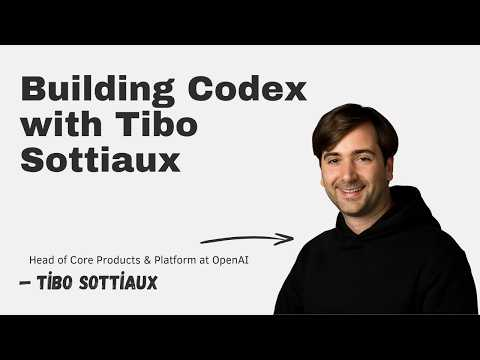 Building Codex
with Tibo
Sottiaux
Head of Core Products & Platform at OpenAI
– TIBO SOTTIAUX